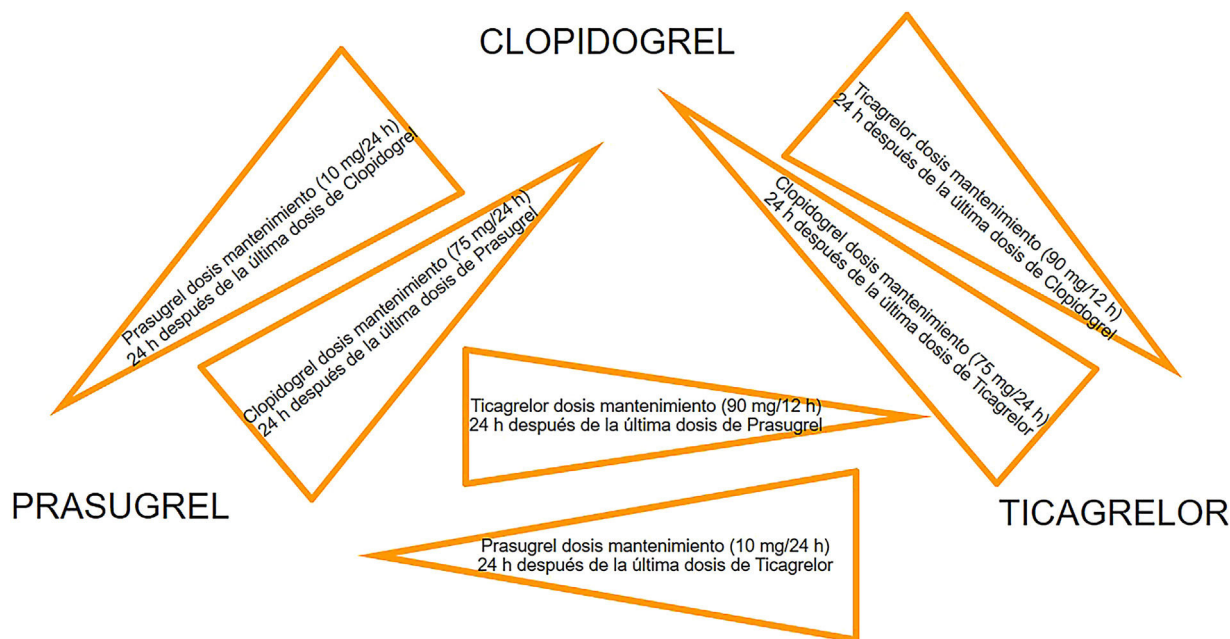 CLOPIDOGREL
Prasugrel dosis mantenimiento (10 mg/24 h)
24 h después de la última dosis de Clopidogrel
Clopidogrel dosis mantenimiento (75 mg/24 h)
24 h después de la última dosis de Prasugrel
Ticagrelor dosis mantenimiento (90 mg/12 h)
24 h después de la última dosis de Clopidogrel
Clopidogrel dosis mantenimiento (75 mg/24 h)
24 h después de la última dosis de Ticagrelor
Ticagrelor dosis mantenimiento (90 mg/12 h)
24 h después de la última dosis de Prasugrel
PRASUGREL
TICAGRELOR
Prasugrel dosis mantenimiento (10 mg/24 h)
24 h después de la última dosis de Ticagrelor